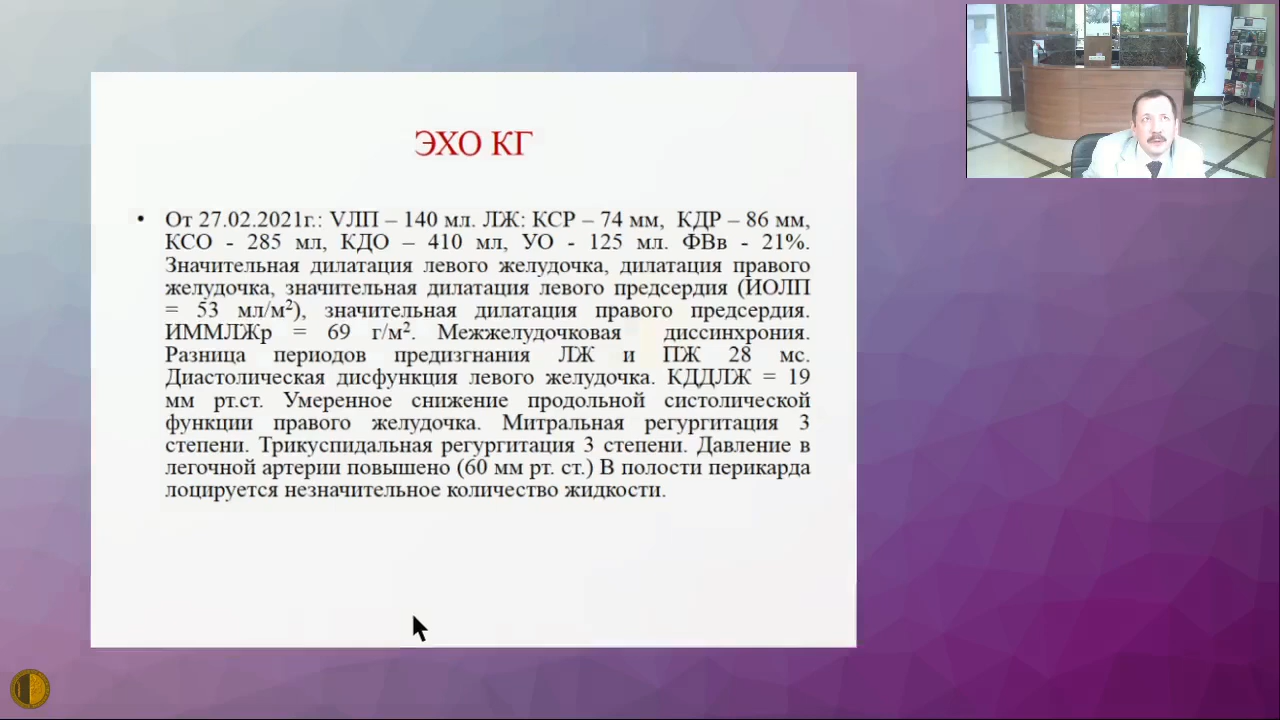 ЭХО КГ
• От 27.02.2021г.: VЛП – 140 мл. ЛЖ: КСР – 74 мм, КДР – 86 мм,
КСО - 285 мл, КДО – 410 мл, УО - 125 мл. ФВв - 21%.
Значительная дилатация левого желудочка, дилатация правого
желудочка, значительная дилатация левого предсердия (ИОЛП
= 53 мл/м²), значительная дилатация правого предсердия.
ИММЛЖр = 69 г/м². Межжелудочковая диссинхрония.
Разница периодов предизгнания ЛЖ и ПЖ 28 мс.
Диастолическая дисфункция левого желудочка. КДДЛЖ = 19
мм рт.ст. Умеренное снижение продольной систолической
функции правого желудочка. Митральная регургитация 3
степени. Трикуспидальная регургитация 3 степени. Давление в
легочной артерии повышено (60 мм рт. ст.) В полости перикарда
лоцируется незначительное количество жидкости.